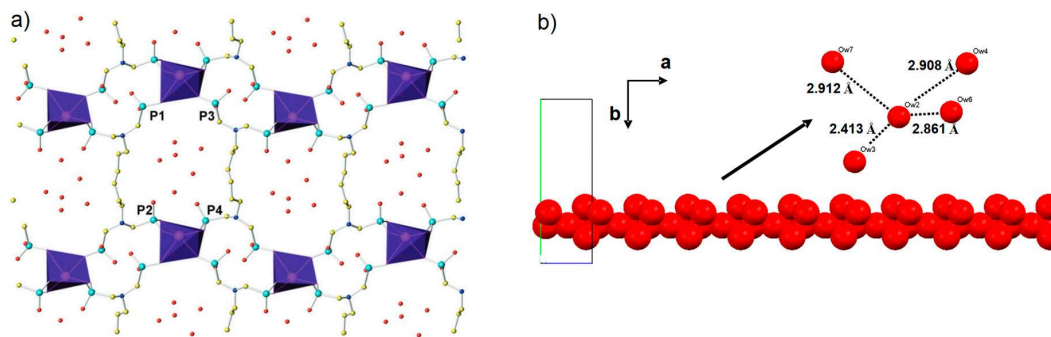 a)
P1
P3
P2
P4
b)
a
b
Ow7
Ow4
2.908 Å
2.912 Å
Ow2
Ow6
2.413 Å
2.861 Å
Ow3